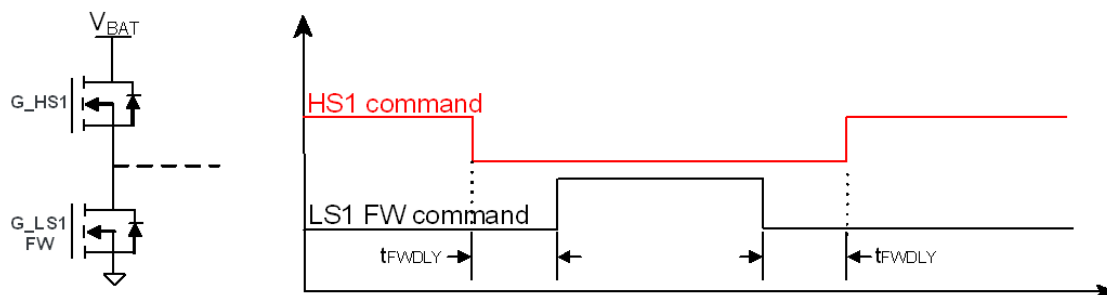 VBAT
G_HS1
G_LS1
FW
HS1 command
LS1 FW command
tFWDLY
tFWDLY